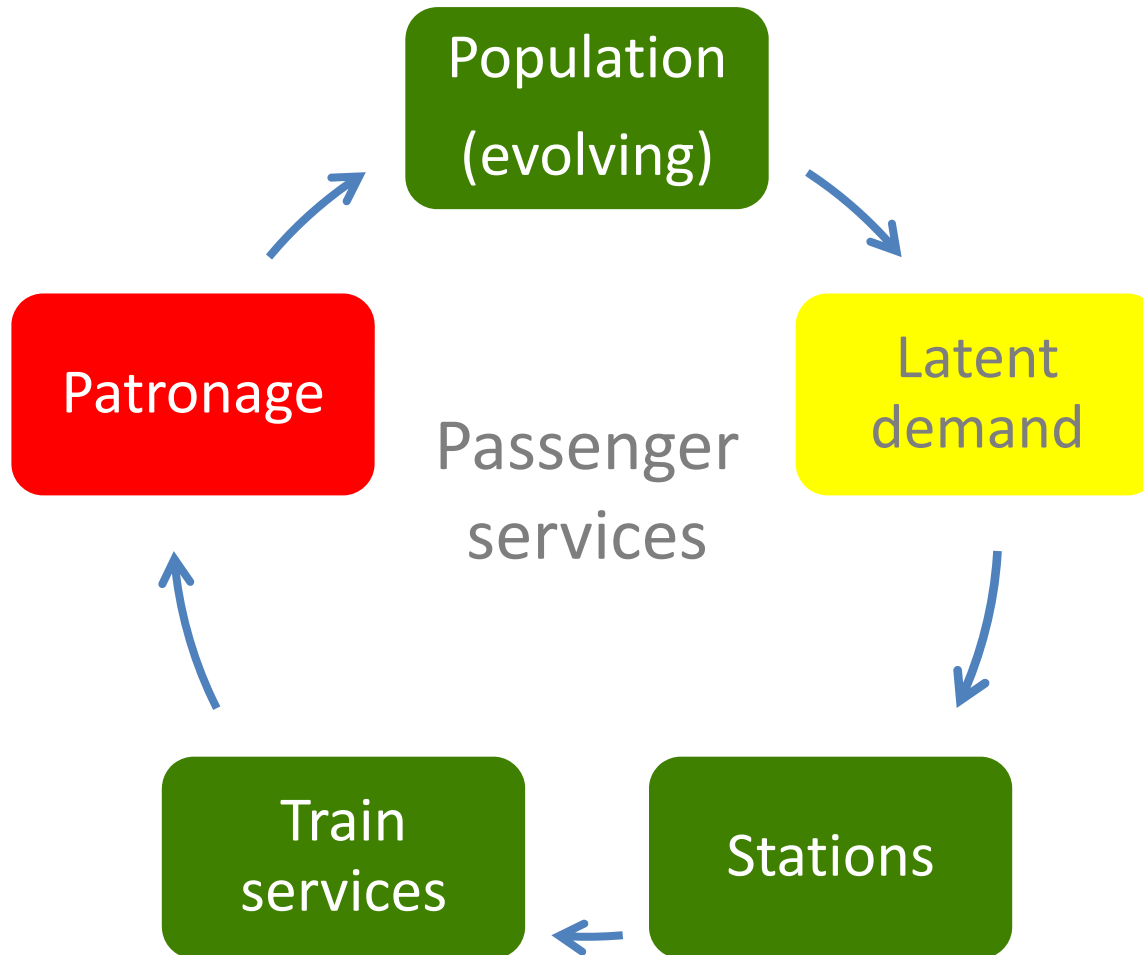 Population
(evolving)
Latent
demand
Stations
Train
services
Patronage
Passenger
services